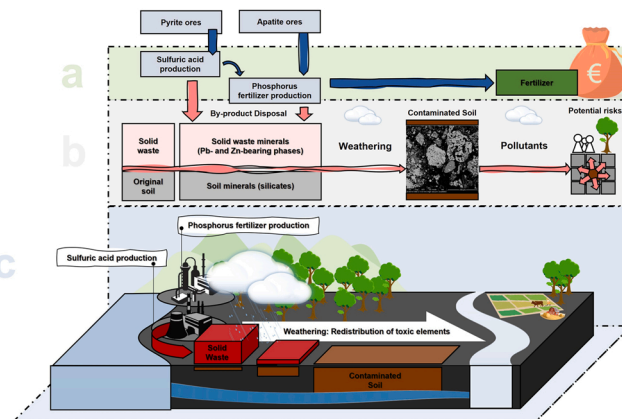 Pyrite ores
Apatite ores
a
Sulfuric acid
production
Phosphorus
fertilizer production
Fertilizer
€
By-product Disposal
Contaminated Soil
Potential risks
b
Solid
waste
Solid waste minerals
(Pb- and Zn-bearing phases)
Weathering
Pollutants
Original
soil
Soil minerals (silicates)
c
Phosphorus fertilizer production
Sulfuric acid production
Weathering: Redistribution of toxic elements
Solid
Waste
Contaminated
Soil